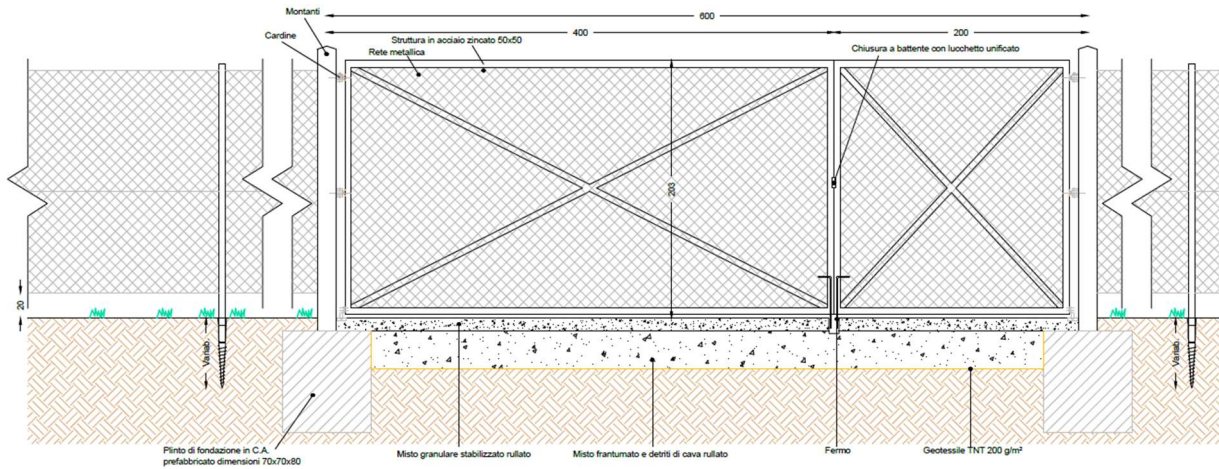 Montanti
600
Cardine
400
200
Struttura in acciaio zincato 50x50
Rete metallica
Chiusura a battente con lucchetto unificato
203
20
Variab.
Variab.
Plinto di fondazione in C.A.
prefabbricato dimensioni 70x70x80
Misto granulare stabilizzato rullato
Misto frantumato e detriti di cava rullato
Fermo
Geotessile TNT 200 g/m²